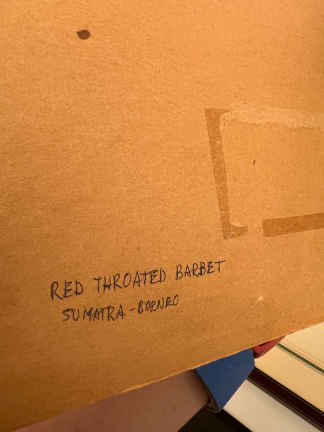 RED THROATED BARBET
SUMATRA - BORNEO